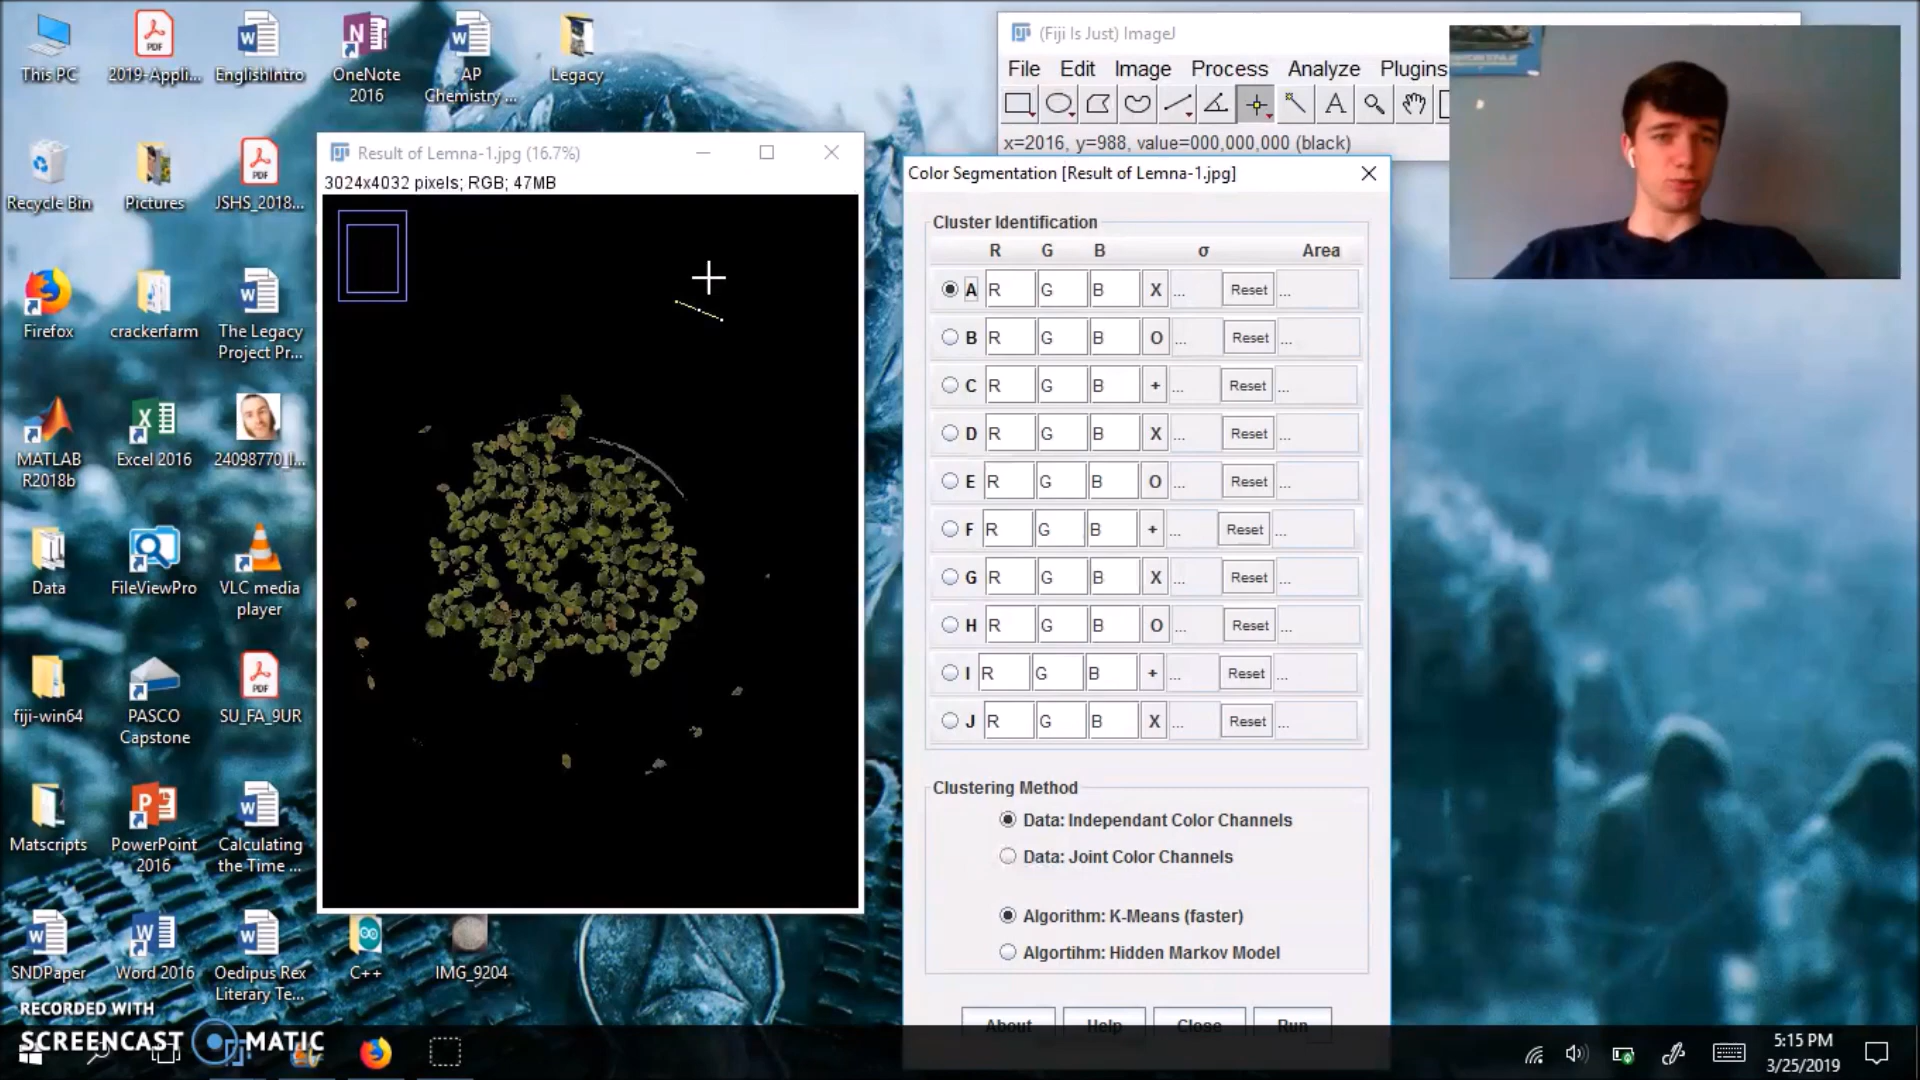 This PC
2019-Appli...
EnglishIntro
OneNote
2016
AP
Chemistry ...
Legacy
Recycle Bin
Pictures
JSHS_2018...
Firefox
crackerfarm
The Legacy
Project Pr...
MATLAB
R2018b
Excel 2016
24098770_l...
Data
FileViewPro
VLC media
player
fiji-win64
PASCO
Capstone
SU_FA_9UR
Matscripts
PowerPoint
2016
Calculating
the Time ...
SNDPaper
Word 2016
Oedipus Rex
Literary Te...
C++
IMG_9204
Result of Lemna-1.jpg (16.7%)
3024x4032 pixels; RGB; 47MB
(Fiji Is Just) ImageJ
File Edit Image Process Analyze Plugins
x=2016, y=988, value=000,000,000 (black)
Color Segmentation [Result of Lemna-1.jpg]
Cluster Identification
R G B σ Area
A R G B X ... Reset ...
B R G B O ... Reset ...
C R G B + ... Reset ...
D R G B X ... Reset ...
E R G B O ... Reset ...
F R G B + ... Reset ...
G R G B X ... Reset ...
H R G B O ... Reset ...
I R G B + ... Reset ...
J R G B X ... Reset ...
Clustering Method
Data: Independant Color Channels
Data: Joint Color Channels
Algorithm: K-Means (faster)
Algortihm: Hidden Markov Model
About Help Close Run
RECORDED WITH
SCREENCAST MATIC
5:15 PM
3/25/2019